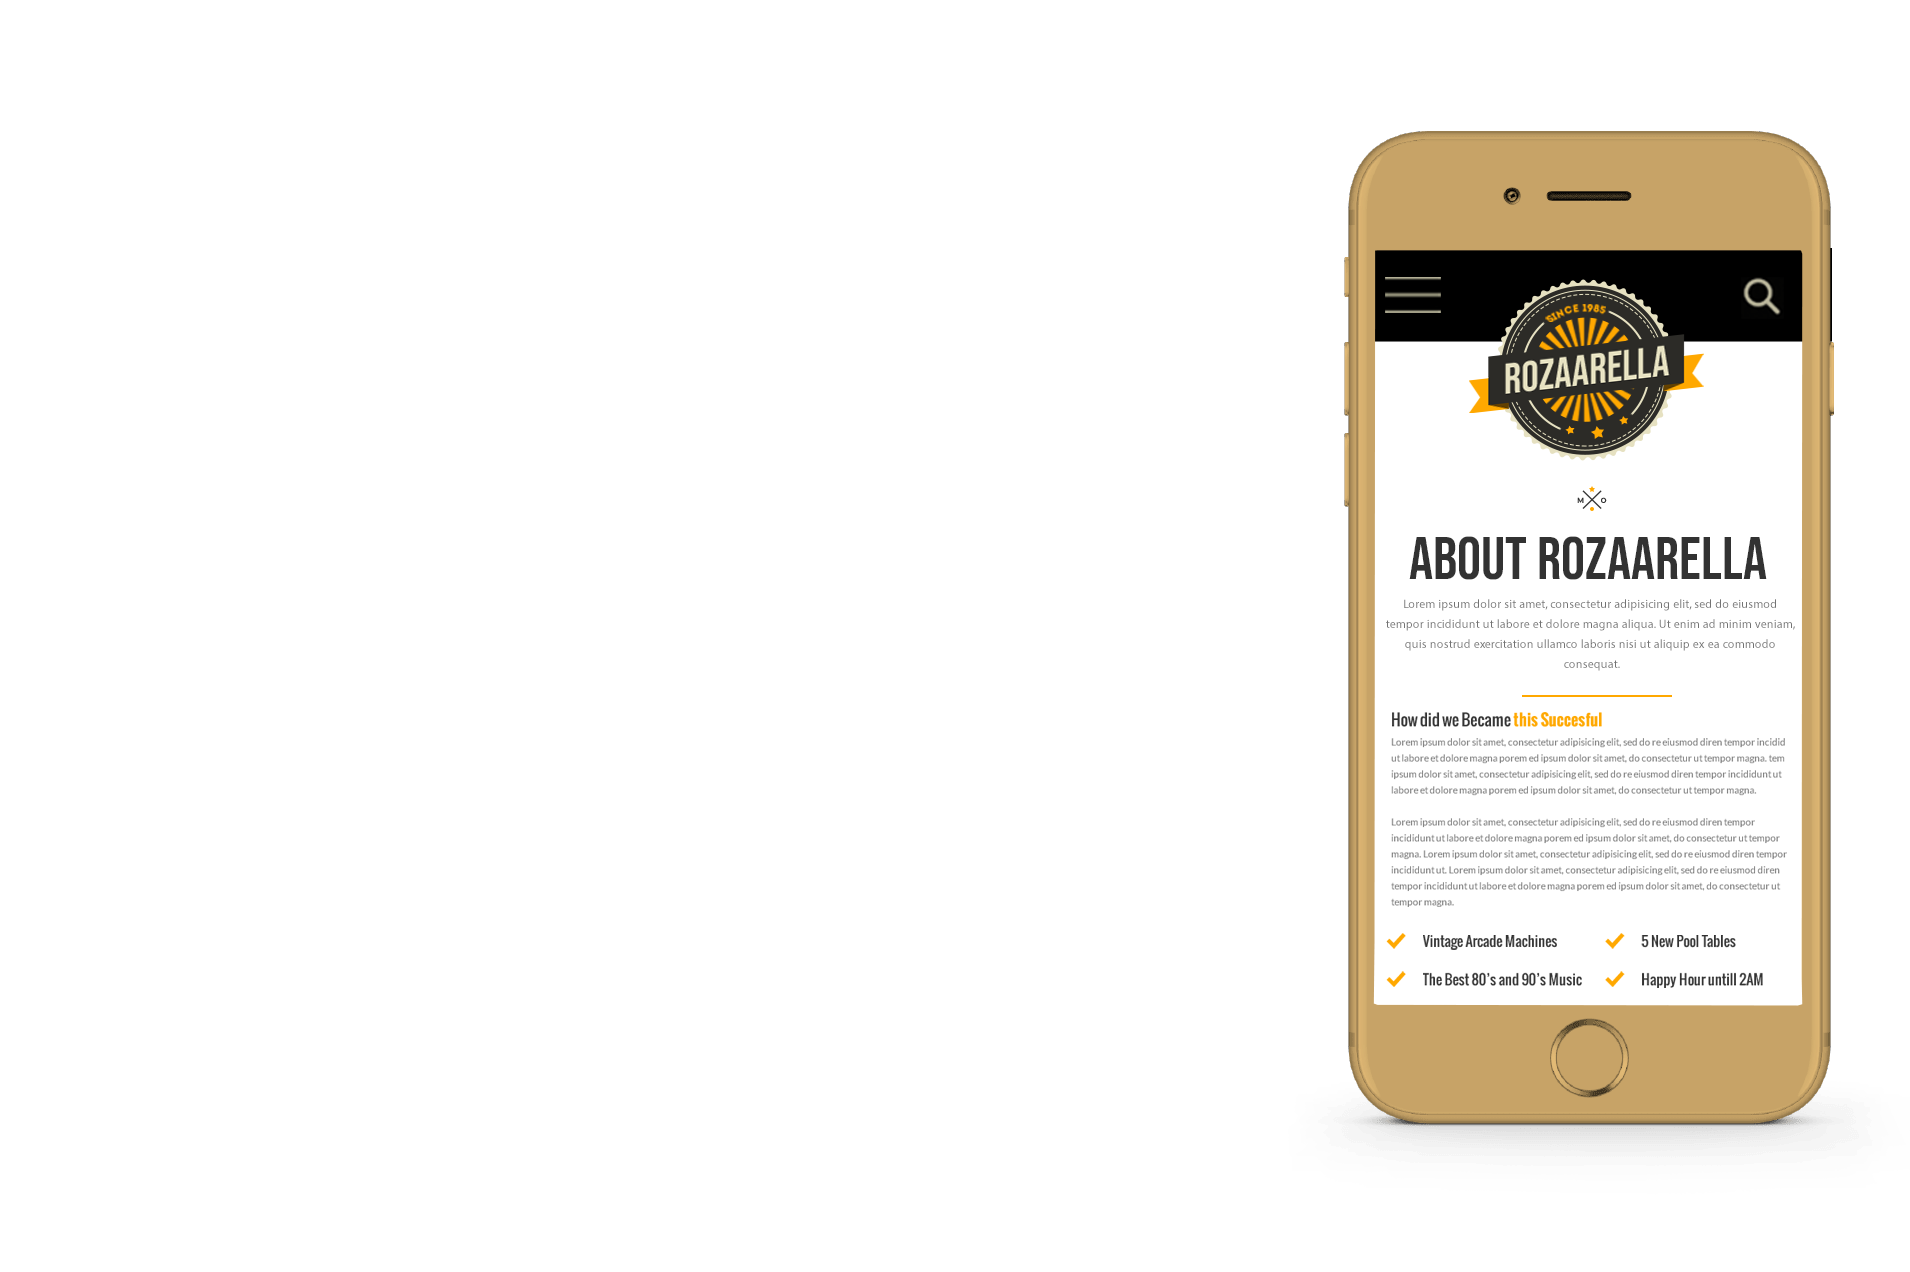 SINCE 1985
ROZAARELLA
M O
ABOUT ROZAARELLA
Lorem ipsum dolor sit amet, consectetur adipisicing elit, sed do eiusmod
tempor incididunt ut labore et dolore magna aliqua. Ut enim ad minim veniam,
quis nostrud exercitation ullamco laboris nisi ut aliquip ex ea commodo
consequat.
How did we Became this Succesful
Lorem ipsum dolor sit amet, consectetur adipisicing elit, sed do re eiusmod diren tempor incidid
ut labore et dolore magna porem ed ipsum dolor sit amet, do consectetur ut tempor magna. tem
ipsum dolor sit amet, consectetur adipisicing elit, sed do re eiusmod diren tempor incididunt ut
labore et dolore magna porem ed ipsum dolor sit amet, do consectetur ut tempor magna.
Lorem ipsum dolor sit amet, consectetur adipisicing elit, sed do re eiusmod diren tempor
incididunt ut labore et dolore magna porem ed ipsum dolor sit amet, do consectetur ut tempor
magna. Lorem ipsum dolor sit amet, consectetur adipisicing elit, sed do re eiusmod diren tempor
incididunt ut. Lorem ipsum dolor sit amet, consectetur adipisicing elit, sed do re eiusmod diren
tempor incididunt ut labore et dolore magna porem ed ipsum dolor sit amet, do consectetur ut
tempor magna.
Vintage Arcade Machines
5 New Pool Tables
The Best 80's and 90's Music
Happy Hour untill 2AM